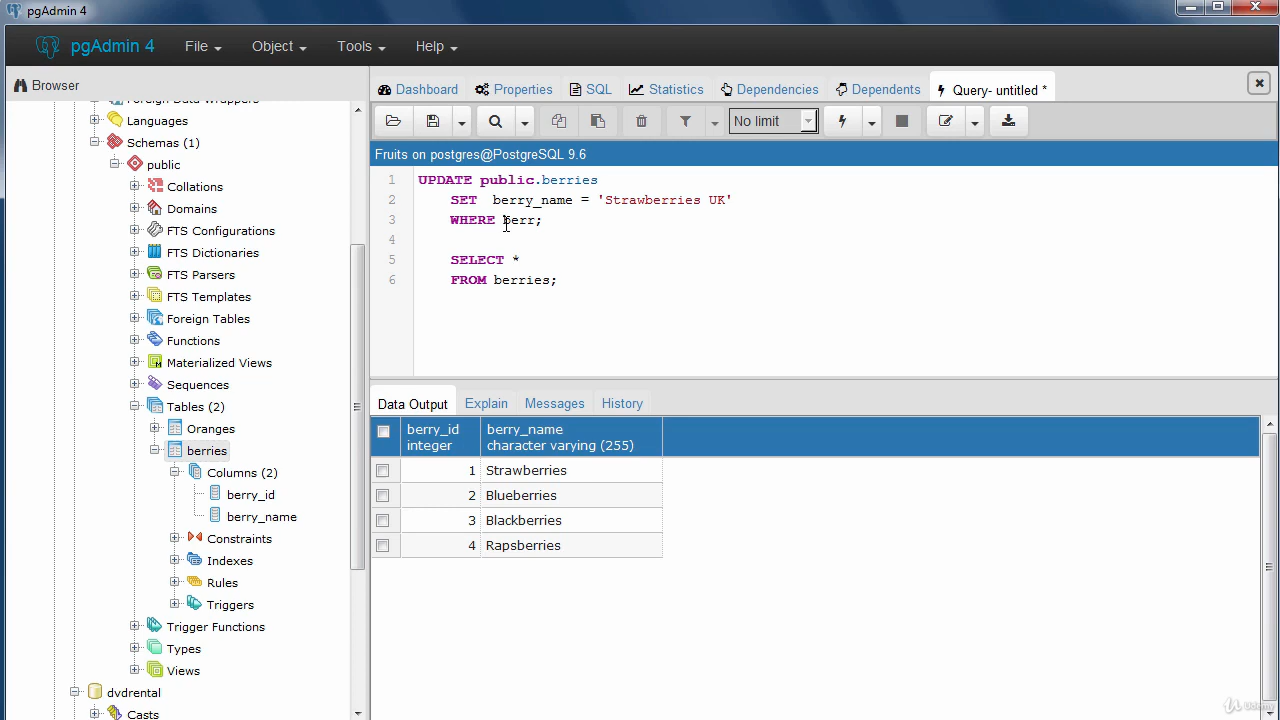 pgAdmin 4
pgAdmin 4 File Object Tools Help
Browser
Dashboard Properties SQL Statistics Dependencies Dependents Query- untitled *
No limit
Fruits on postgres@PostgreSQL 9.6
Foreign Data Wrappers
Languages
Schemas (1)
public
Collations
Domains
FTS Configurations
FTS Dictionaries
FTS Parsers
FTS Templates
Foreign Tables
Functions
Materialized Views
Sequences
Tables (2)
Oranges
berries
Columns (2)
berry_id
berry_name
Constraints
Indexes
Rules
Triggers
Trigger Functions
Types
Views
dvdrental
Casts
1 UPDATE public.berries
2 SET berry_name = 'Strawberries UK'
3 WHERE berr;
4
5 SELECT *
6 FROM berries;
Data Output Explain Messages History
berry_id berry_name
integer character varying (255)
1 Strawberries
2 Blueberries
3 Blackberries
4 Rapsberries
Udemy